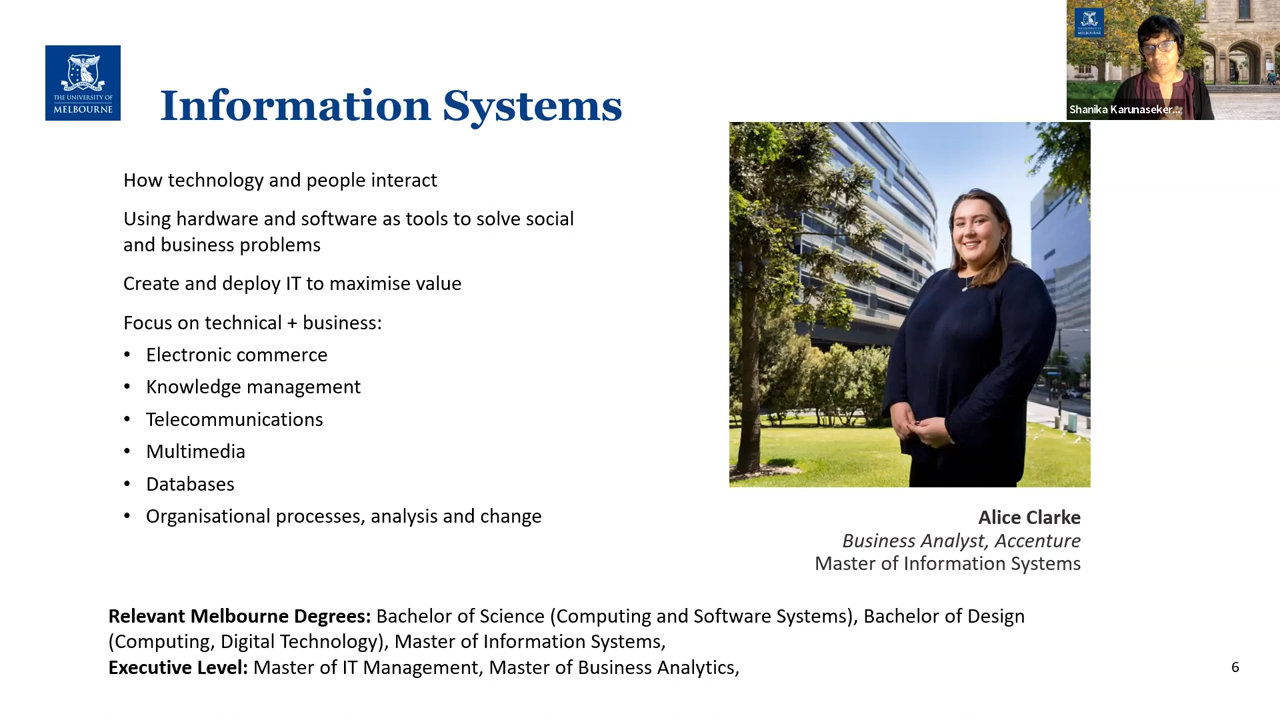 THE UNIVERSITY OF
MELBOURNE
Information Systems
How technology and people interact
Using hardware and software as tools to solve social
and business problems
Create and deploy IT to maximise value
Focus on technical + business:
• Electronic commerce
• Knowledge management
• Telecommunications
• Multimedia
• Databases
• Organisational processes, analysis and change
Shanika Karunaseker...
Alice Clarke
Business Analyst, Accenture
Master of Information Systems
Relevant Melbourne Degrees: Bachelor of Science (Computing and Software Systems), Bachelor of Design
(Computing, Digital Technology), Master of Information Systems,
Executive Level: Master of IT Management, Master of Business Analytics,
6